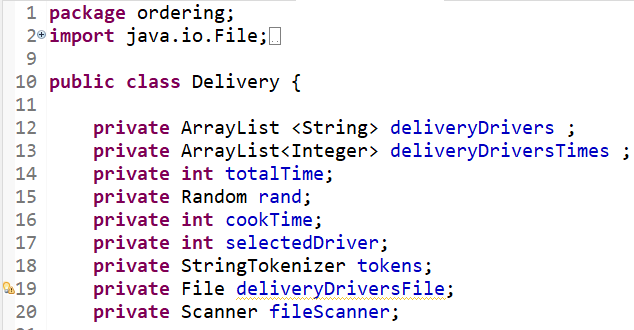 1 package ordering;
2 import java.io.File;
9
10 public class Delivery {
11
12 private ArrayList <String> deliveryDrivers ;
13 private ArrayList<Integer> deliveryDriversTimes ;
14 private int totalTime;
15 private Random rand;
16 private int cookTime;
17 private int selectedDriver;
18 private StringTokenizer tokens;
19 private File deliveryDriversFile;
20 private Scanner fileScanner;